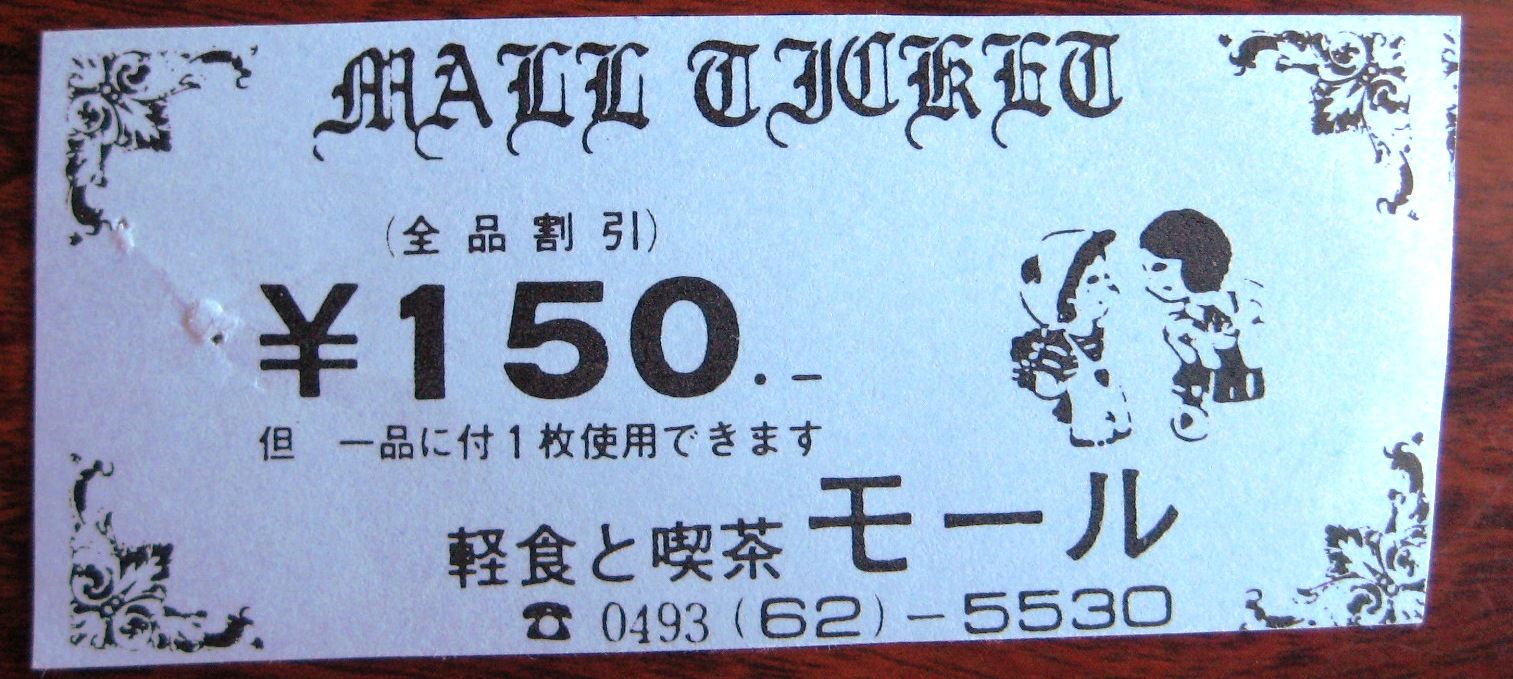 MALL TICKET
(全品割引)
¥150.–
但 一品に付1枚使用できます
軽食と喫茶 モール
☎ 0493(62)–5530